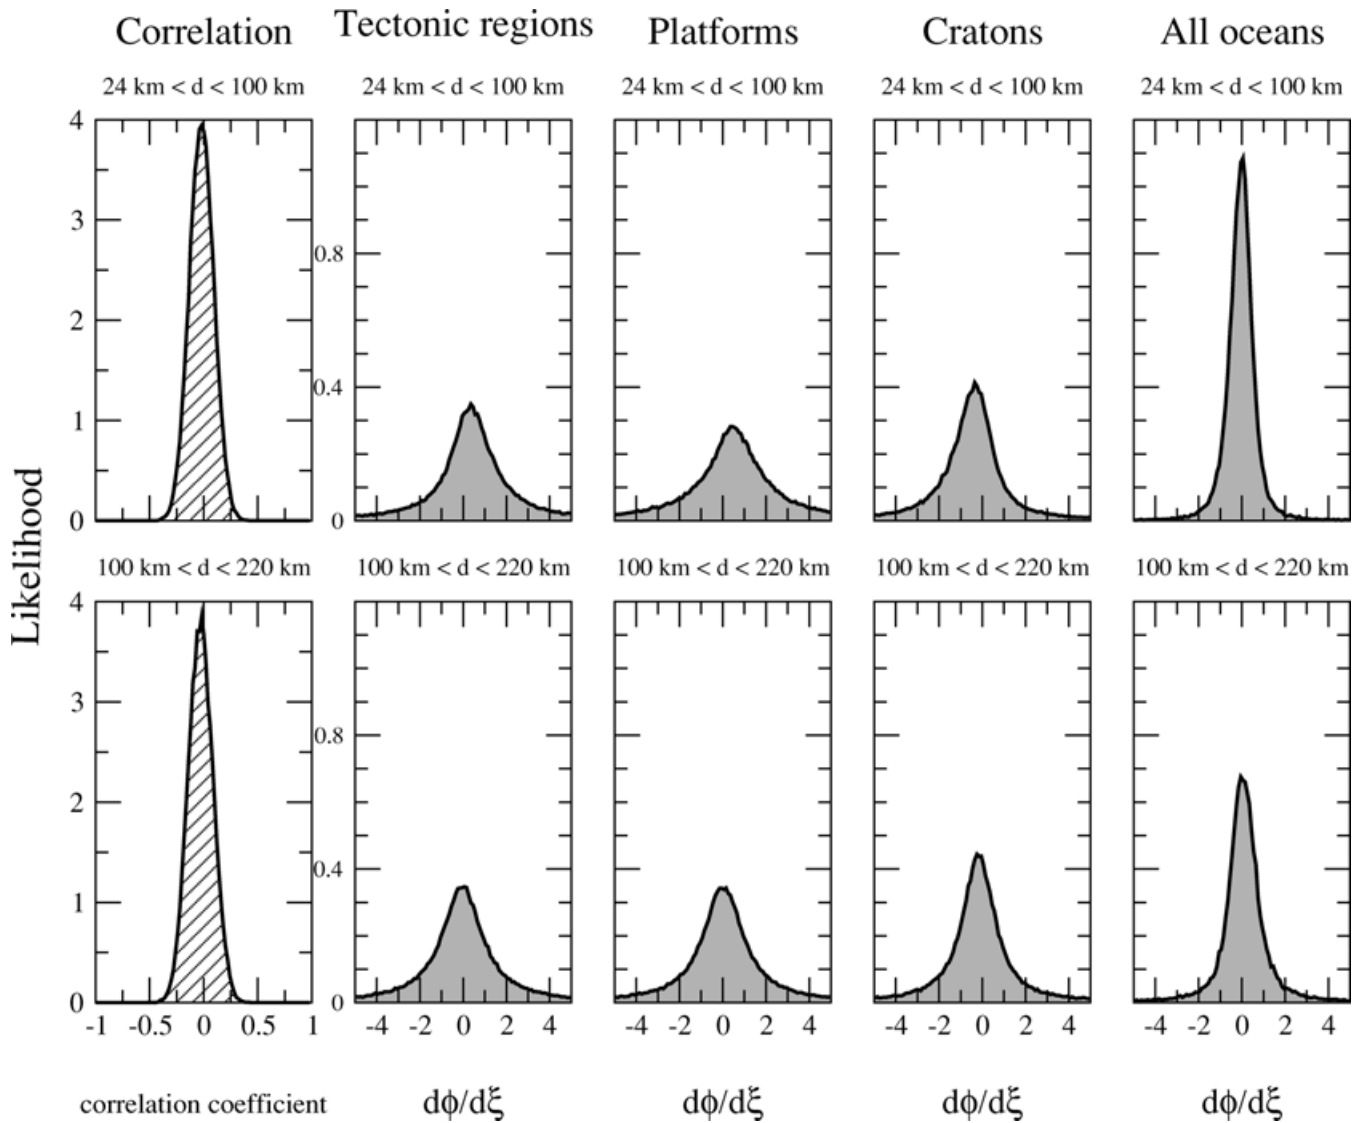 Correlation Tectonic regions Platforms Cratons All oceans
24 km < d < 100 km 24 km < d < 100 km 24 km < d < 100 km 24 km < d < 100 km 24 km < d < 100 km
4
3
0.8
2
0.4
1
0 0
Likelihood
100 km < d < 220 km 100 km < d < 220 km 100 km < d < 220 km 100 km < d < 220 km 100 km < d < 220 km
4
3
0.8
2
0.4
1
0 0
-1 -0.5 0 0.5 1 -4 -2 0 2 4 -4 -2 0 2 4 -4 -2 0 2 4 -4 -2 0 2 4
correlation coefficient dϕ/dξ dϕ/dξ dϕ/dξ dϕ/dξ